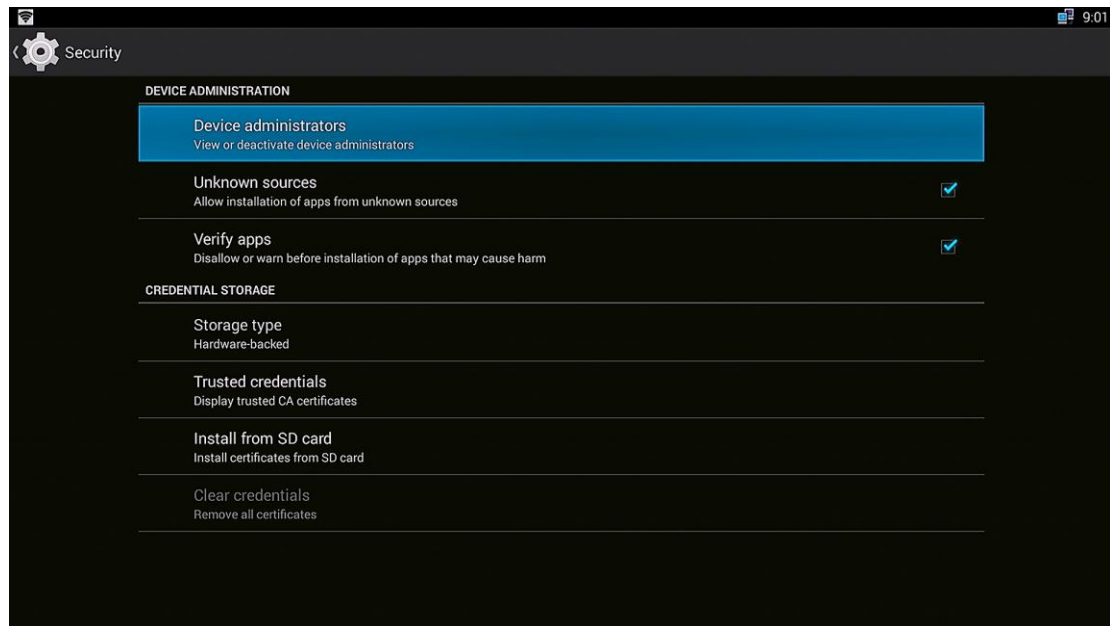 9:01
Security
DEVICE ADMINISTRATION
Device administrators
View or deactivate device administrators
Unknown sources
Allow installation of apps from unknown sources
Verify apps
Disallow or warn before installation of apps that may cause harm
CREDENTIAL STORAGE
Storage type
Hardware-backed
Trusted credentials
Display trusted CA certificates
Install from SD card
Install certificates from SD card
Clear credentials
Remove all certificates